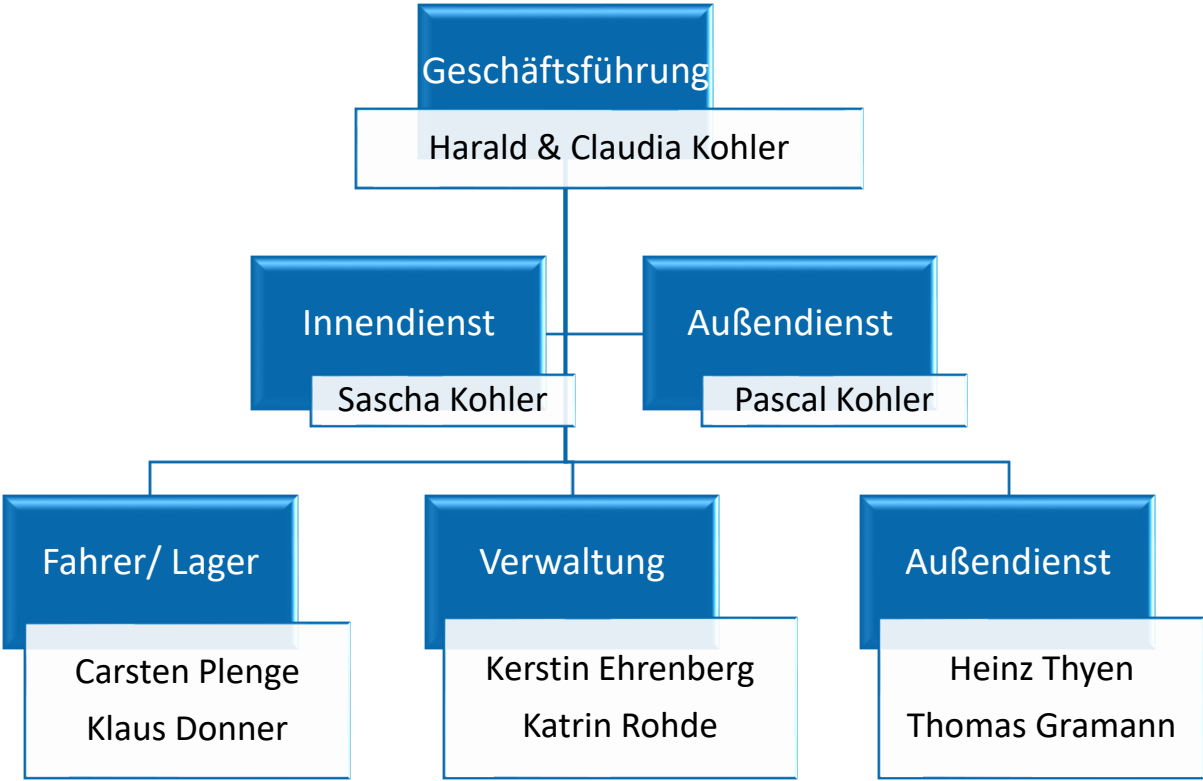 Geschäftsführung
Harald & Claudia Kohler
Innendienst
Sascha Kohler
Außendienst
Pascal Kohler
Fahrer/ Lager
Carsten Plenge
Klaus Donner
Verwaltung
Kerstin Ehrenberg
Katrin Rohde
Außendienst
Heinz Thyen
Thomas Gramann